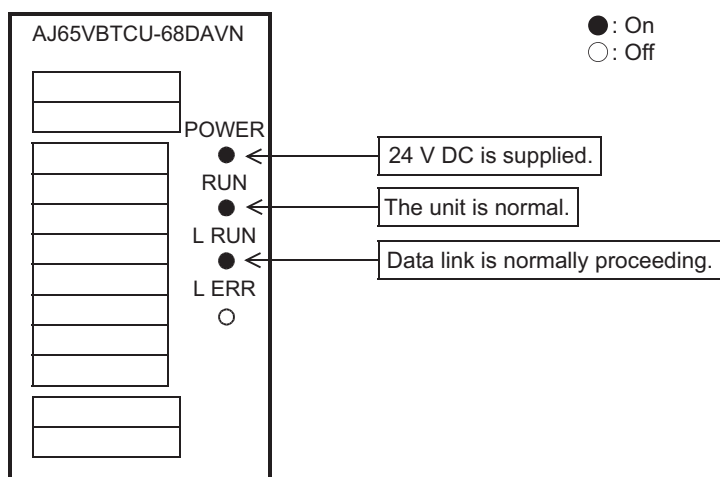 AJ65VBTCU-68DAVN
●: On
○: Off
POWER
24 V DC is supplied.
RUN
The unit is normal.
L RUN
Data link is normally proceeding.
L ERR